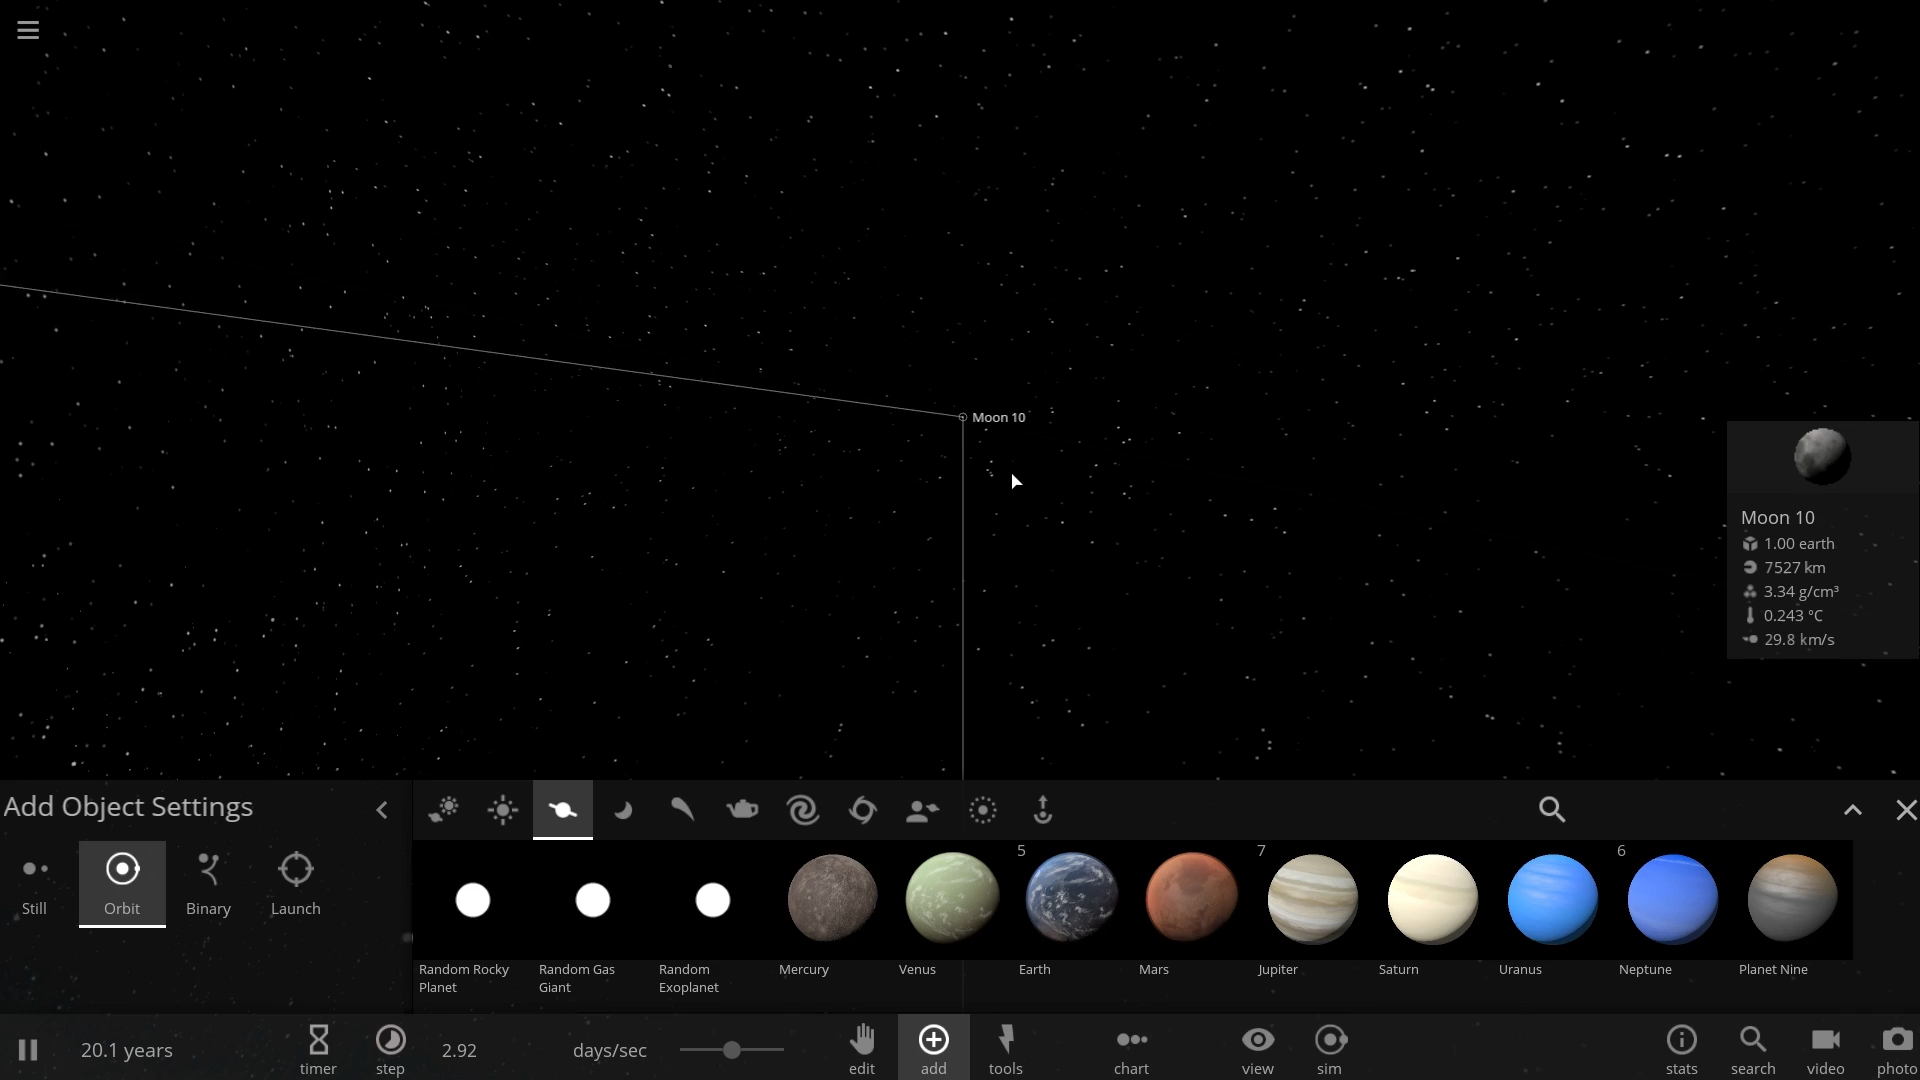 Moon 10
Moon 10
1.00 earth
7527 km
3.34 g/cm³
0.243 °C
29.8 km/s
Add Object Settings
Still
Orbit
Binary
Launch
5
7
6
Random Rocky
Planet
Random Gas
Giant
Random
Exoplanet
Mercury
Venus
Earth
Mars
Jupiter
Saturn
Uranus
Neptune
Planet Nine
20.1 years
timer
step
2.92
days/sec
edit
add
tools
chart
view
sim
stats
search
video
photo